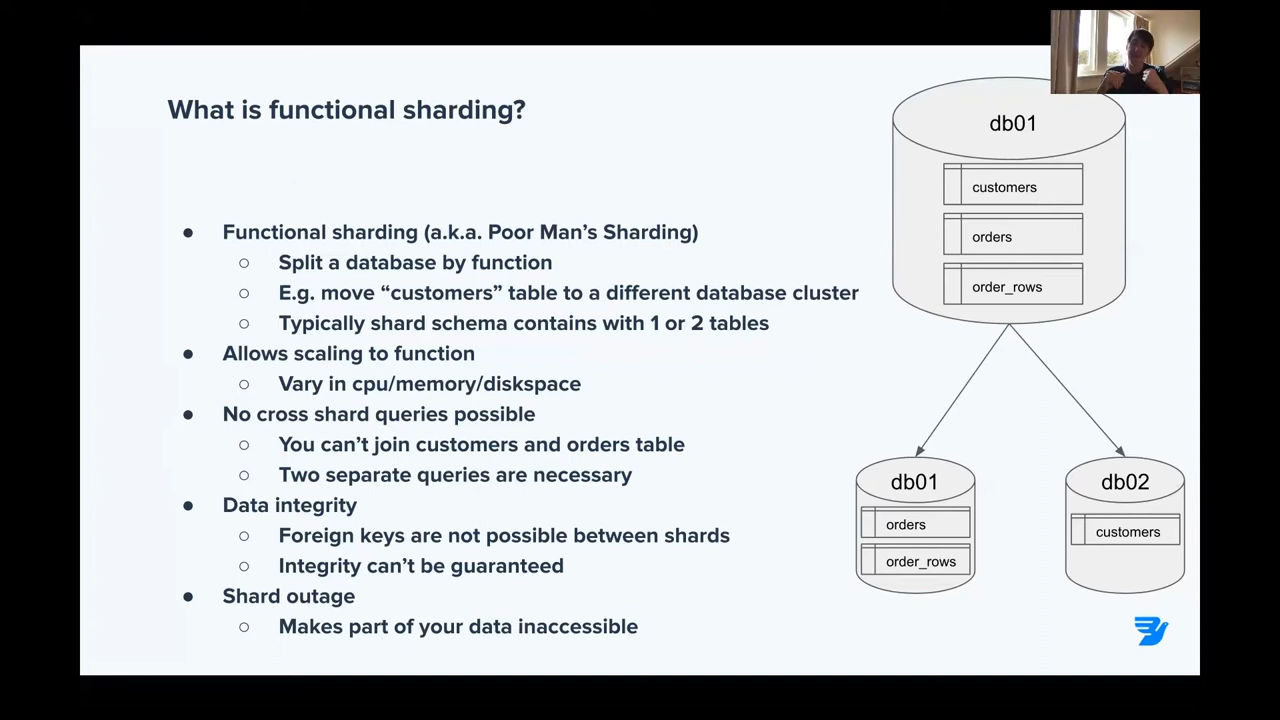 What is functional sharding?
● Functional sharding (a.k.a. Poor Man’s Sharding)
○ Split a database by function
○ E.g. move “customers” table to a different database cluster
○ Typically shard schema contains with 1 or 2 tables
● Allows scaling to function
○ Vary in cpu/memory/diskspace
● No cross shard queries possible
○ You can’t join customers and orders table
○ Two separate queries are necessary
● Data integrity
○ Foreign keys are not possible between shards
○ Integrity can’t be guaranteed
● Shard outage
○ Makes part of your data inaccessible
db01
customers
orders
order_rows
db01
orders
order_rows
db02
customers